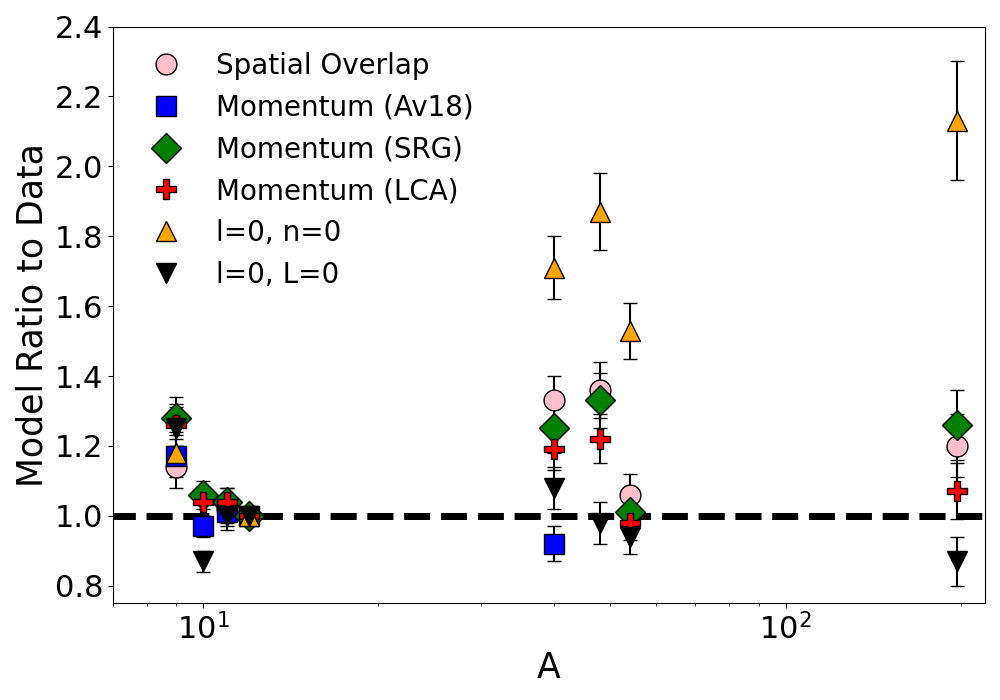 Model Ratio to Data
2.4
2.2
2.0
1.8
1.6
1.4
1.2
1.0
0.8
Spatial Overlap
Momentum (Av18)
Momentum (SRG)
Momentum (LCA)
l=0, n=0
l=0, L=0
10¹
10²
A